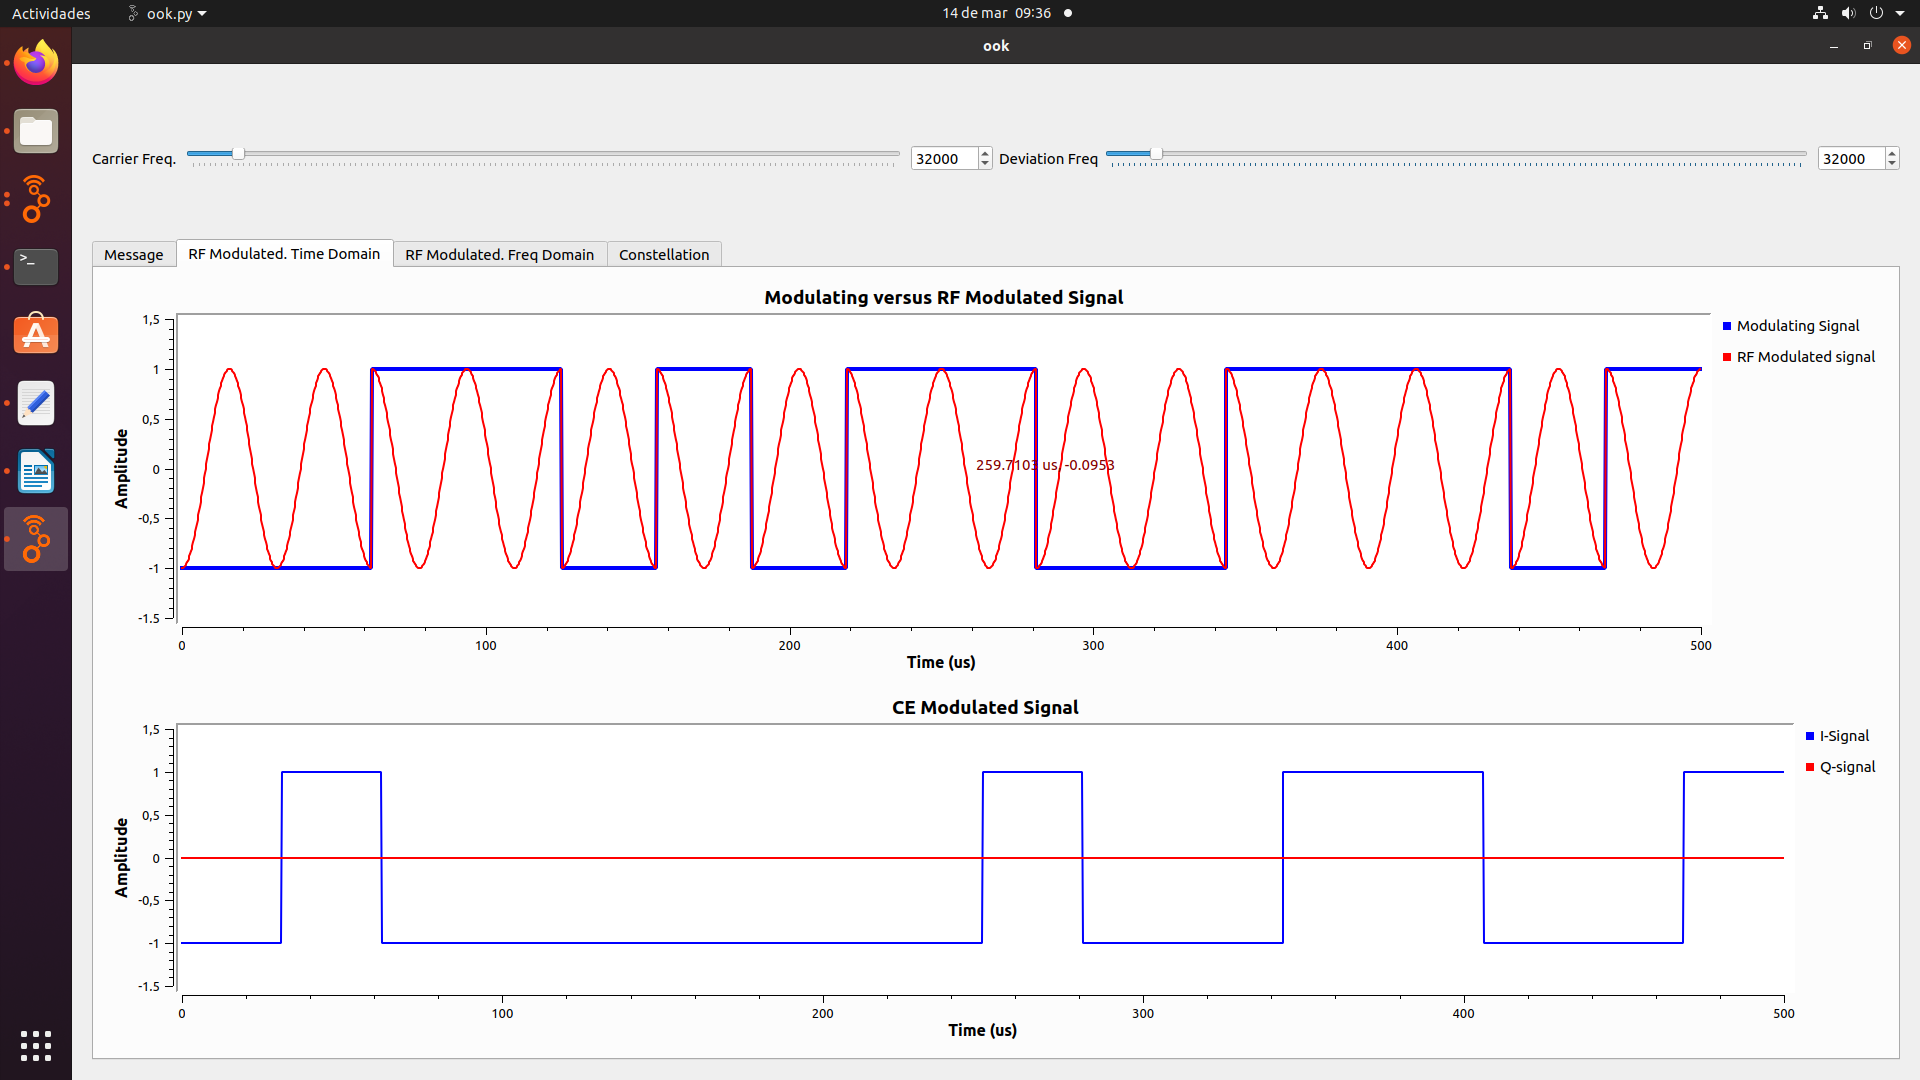 Actividades ook.py 14 de mar 09:36
ook
Carrier Freq. 32000 Deviation Freq 32000
Message RF Modulated. Time Domain RF Modulated. Freq Domain Constellation
Modulating versus RF Modulated Signal
1,5
1
0,5
0
-0,5
-1
-1.5
Amplitude
259.7103 us, -0.0953
Modulating Signal
RF Modulated signal
0 100 200 300 400 500
Time (us)
CE Modulated Signal
1,5
1
0,5
0
-0,5
-1
-1.5
Amplitude
I-Signal
Q-signal
0 100 200 300 400 500
Time (us)